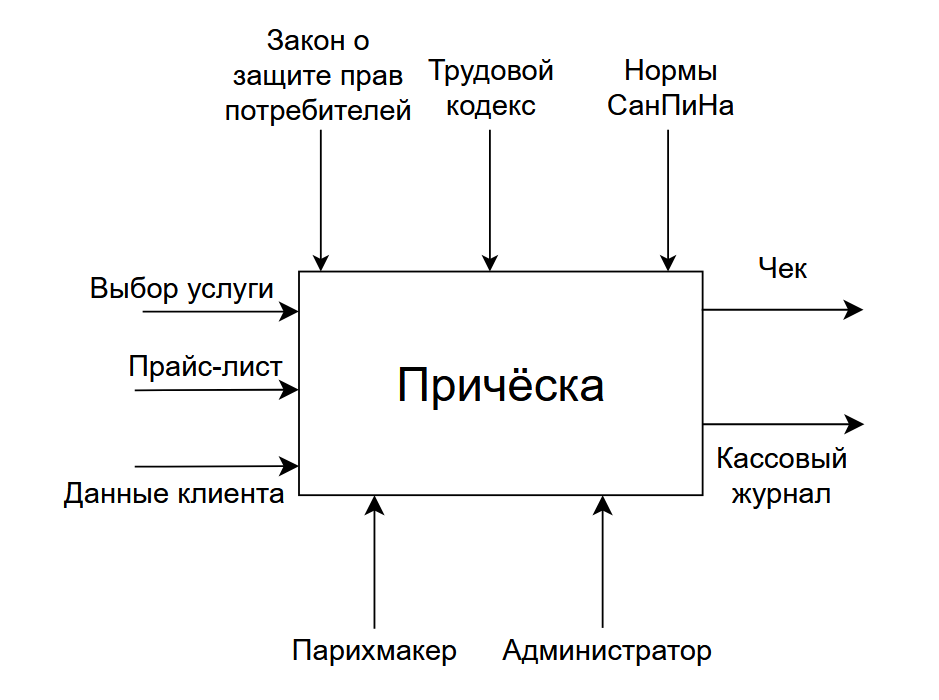 Закон о
защите прав
потребителей
Трудовой
кодекс
Нормы
СанПиНа
Выбор услуги
Прайс-лист
Данные клиента
Причёска
Чек
Кассовый
журнал
Парихмакер
Администратор